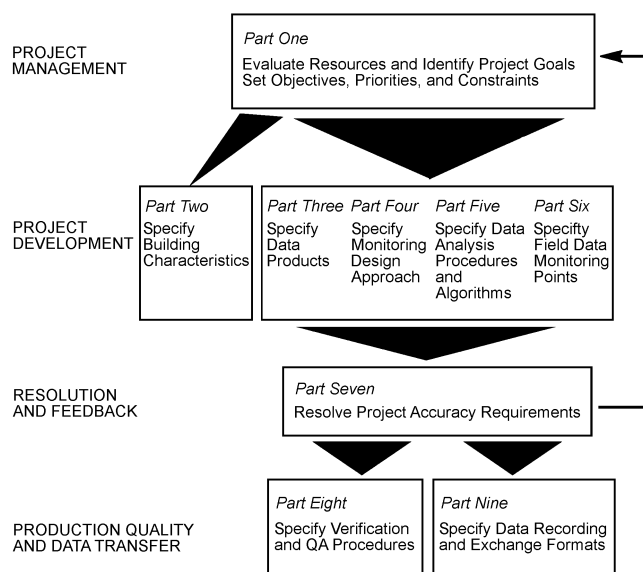 PROJECT
MANAGEMENT
Part One
Evaluate Resources and Identify Project Goals
Set Objectives, Priorities, and Constraints
PROJECT
DEVELOPMENT
Part Two
Specify
Building
Characteristics
Part Three
Specify
Data
Products
Part Four
Specify
Monitoring
Design
Approach
Part Five
Specify Data
Analysis
Procedures
and
Algorithms
Part Six
Specifty
Field Data
Monitoring
Points
RESOLUTION
AND FEEDBACK
Part Seven
Resolve Project Accuracy Requirements
PRODUCTION QUALITY
AND DATA TRANSFER
Part Eight
Specify Verification
and QA Procedures
Part Nine
Specify Data Recording
and Exchange Formats